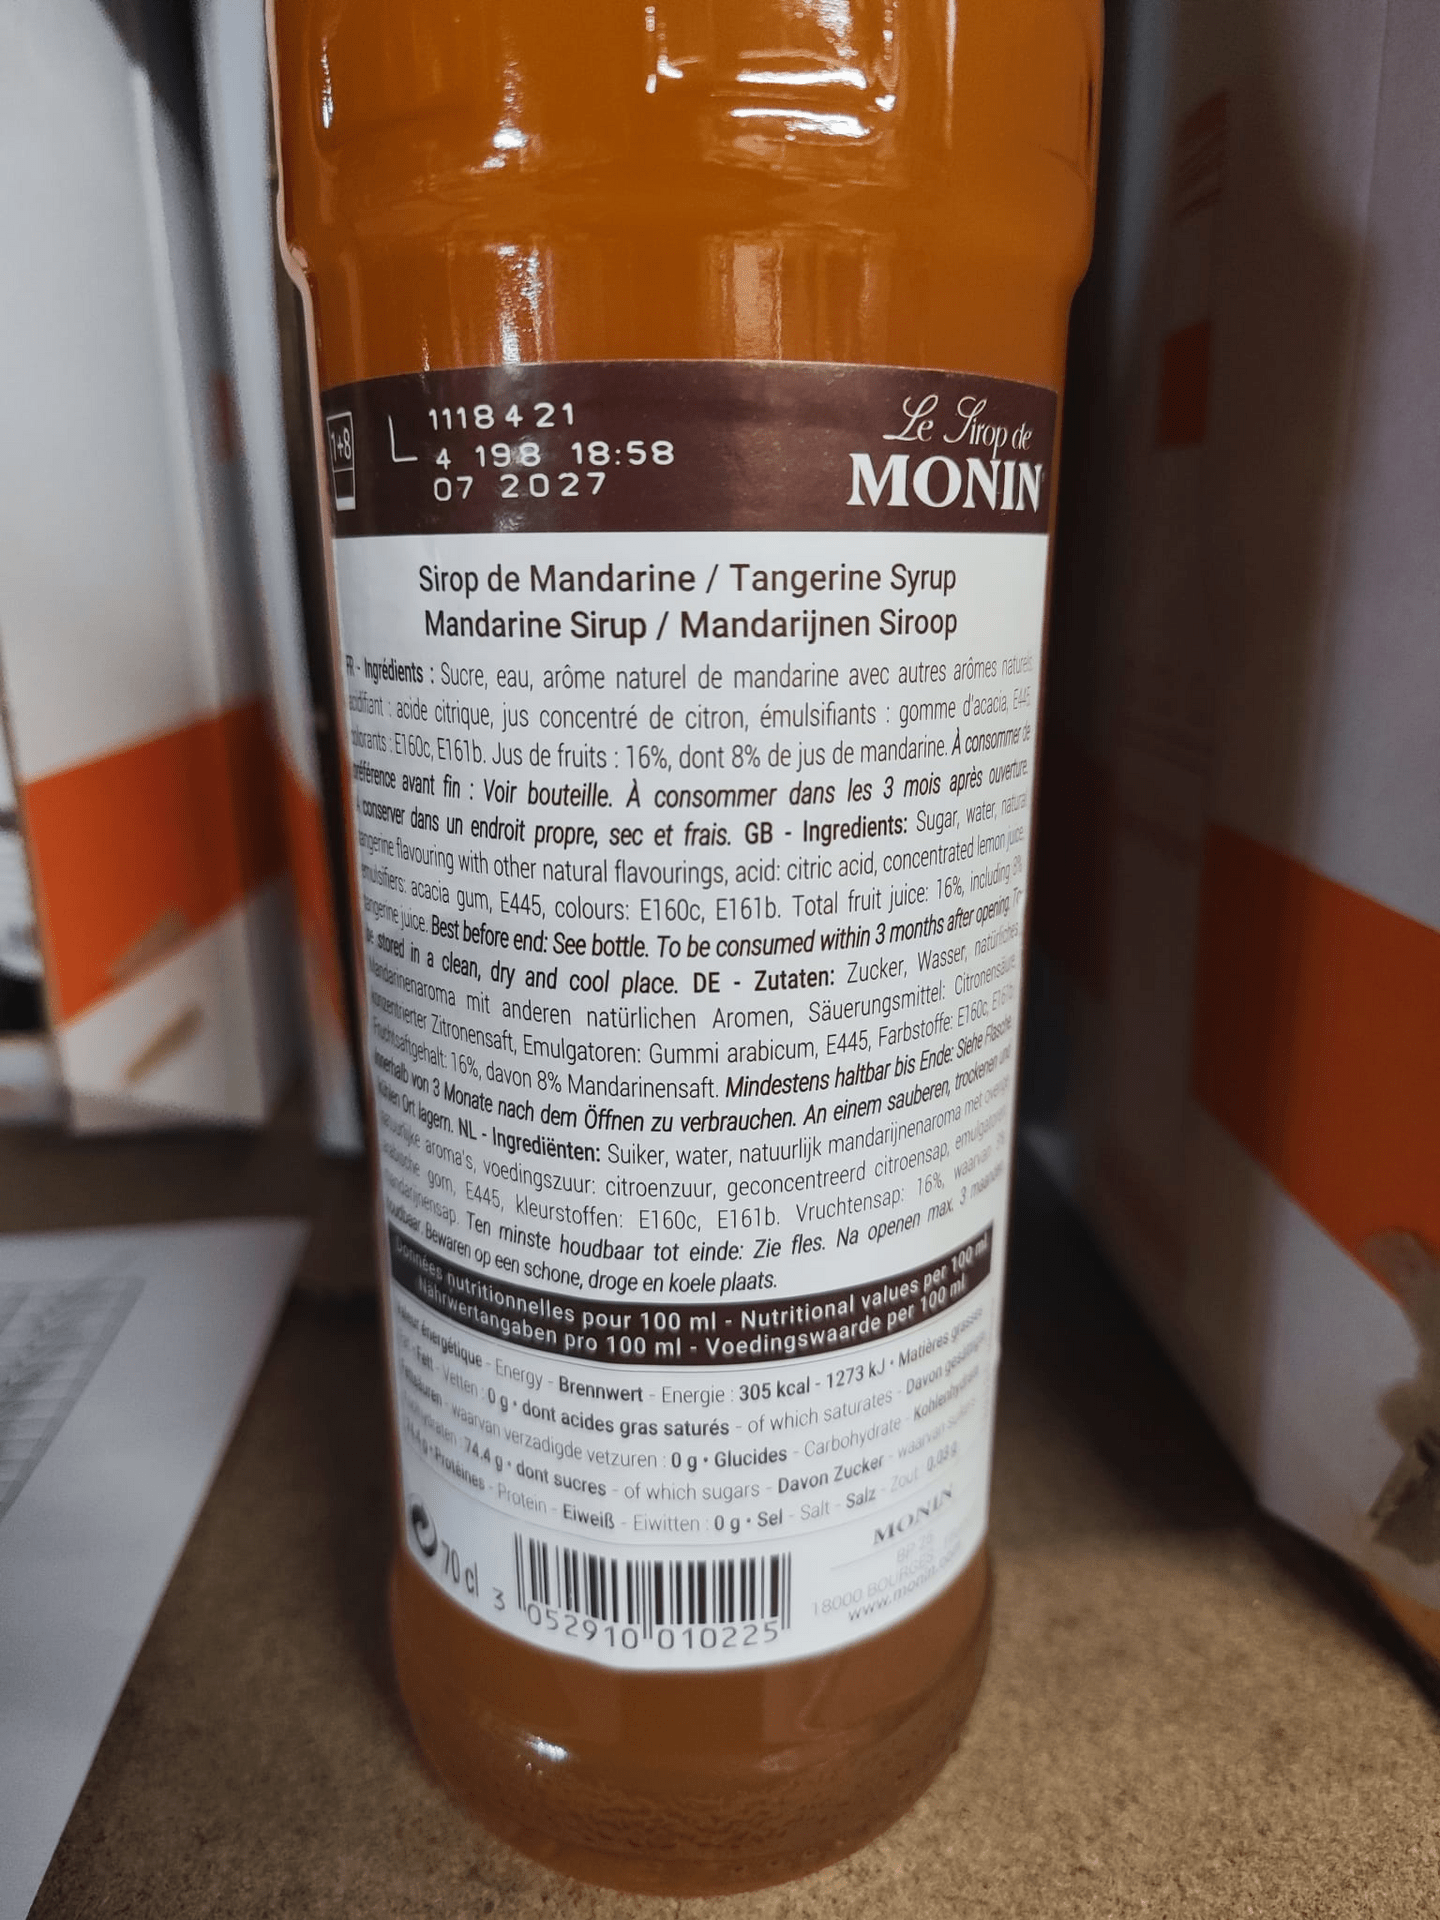 1+8
L 1118 4 21
4 198 18:58
07 2027
Le Sirop de
MONIN
Sirop de Mandarine / Tangerine Syrup
Mandarine Sirup / Mandarijnen Siroop
FR - Ingrédients : Sucre, eau, arôme naturel de mandarine avec autres arômes naturels,
acidifiant : acide citrique, jus concentré de citron, émulsifiants : gomme d'acacia, E445,
colorants : E160c, E161b. Jus de fruits : 16%, dont 8% de jus de mandarine. À consommer de
préférence avant fin : Voir bouteille. À consommer dans les 3 mois après ouverture.
A conserver dans un endroit propre, sec et frais. GB - Ingredients: Sugar, water, natural
tangerine flavouring with other natural flavourings, acid: citric acid, concentrated lemon juice,
emulsifiers: acacia gum, E445, colours: E160c, E161b. Total fruit juice: 16%, including 8%
tangerine juice. Best before end: See bottle. To be consumed within 3 months after opening. To
be stored in a clean, dry and cool place. DE - Zutaten: Zucker, Wasser, natürliches
Mandarinenaroma mit anderen natürlichen Aromen, Säuerungsmittel: Citronensäure,
konzentrierter Zitronensaft, Emulgatoren: Gummi arabicum, E445, Farbstoffe: E160c, E161b.
Fruchtsaftgehalt: 16%, davon 8% Mandarinensaft. Mindestens haltbar bis Ende: Siehe Flasche.
Innerhalb von 3 Monate nach dem Öffnen zu verbrauchen. An einem sauberen, trockenen und
kühlen Ort lagern. NL - Ingrediënten: Suiker, water, natuurlijk mandarijnenaroma met overige
natuurlijke aroma's, voedingszuur: citroenzuur, geconcentreerd citroensap, emulgatoren:
arabische gom, E445, kleurstoffen: E160c, E161b. Vruchtensap: 16%, waarvan 8%
mandarijnensap. Ten minste houdbaar tot einde: Zie fles. Na openen max. 3 maanden
houdbaar. Bewaren op een schone, droge en koele plaats.
Données nutritionnelles pour 100 ml - Nutritional values per 100 ml
Nährwertangaben pro 100 ml - Voedingswaarde per 100 ml
Valeur énergétique - Energy - Brennwert - Energie : 305 kcal - 1273 kJ • Matières grasses
- Fett - Vetten : 0 g • dont acides gras saturés - of which saturates - Davon gesättigte
Fettsäuren - waarvan verzadigde vetzuren : 0 g • Glucides - Carbohydrate - Kohlenhydrate
Koolhydraten : 74.4 g • dont sucres - of which sugars - Davon Zucker - waarvan suikers
74.4 g • Protéines - Protein - Eiweiß - Eiwitten : 0 g • Sel - Salt - Salz - Zout : 0.03 g
70 cl
3 052910 010225
MONIN
BP 25
18000 BOURGES
www.monin.com